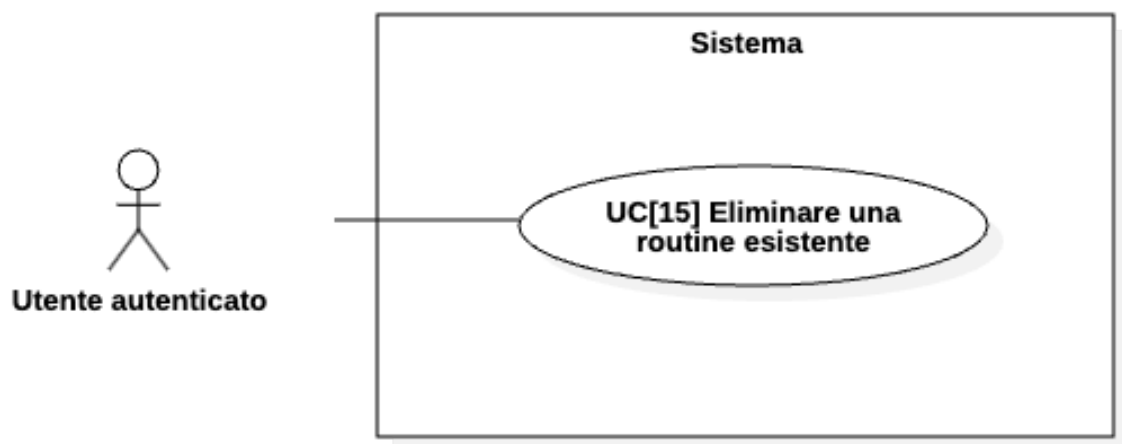 Sistema
UC[15] Eliminare una
routine esistente
Utente autenticato